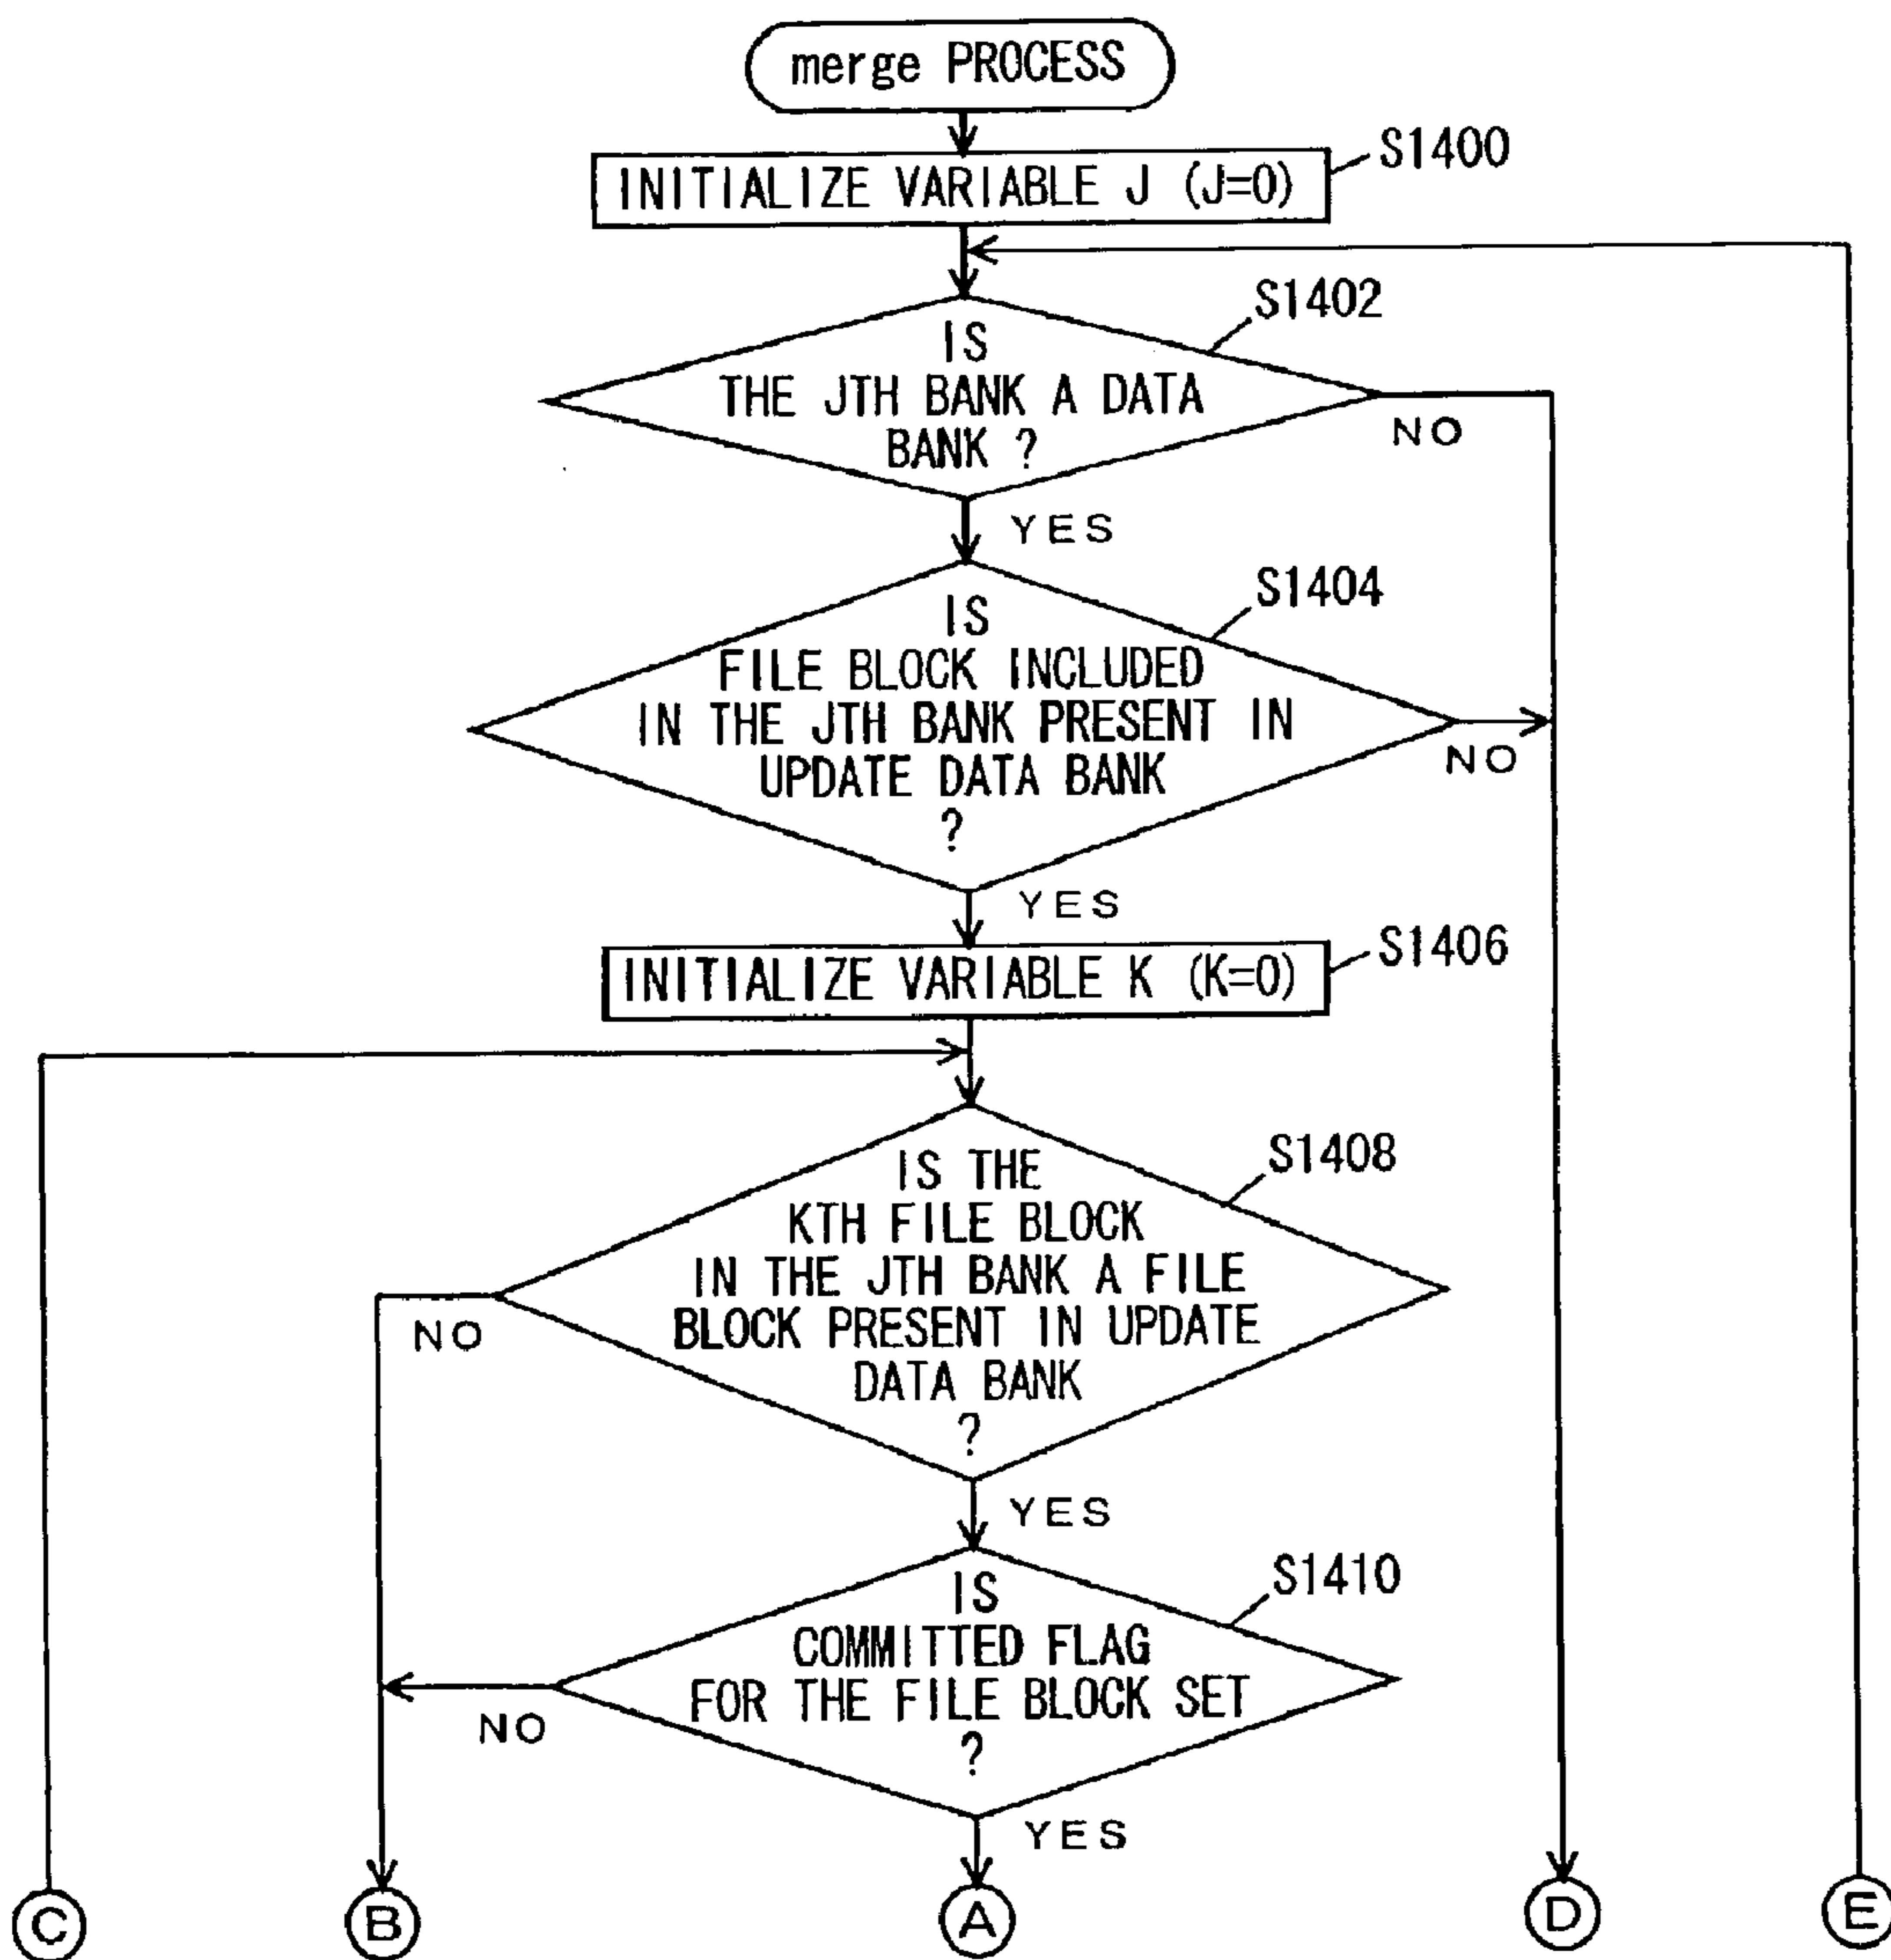 merge PROCESS
S1400
INITIALIZE VARIABLE J (J=0)
S1402
IS
THE JTH BANK A DATA
BANK ?
NO
YES
S1404
IS
FILE BLOCK INCLUDED
IN THE JTH BANK PRESENT IN
UPDATE DATA BANK
?
NO
YES
S1406
INITIALIZE VARIABLE K (K=0)
S1408
IS THE
KTH FILE BLOCK
IN THE JTH BANK A FILE
BLOCK PRESENT IN UPDATE
DATA BANK
?
NO
YES
S1410
IS
COMMITTED FLAG
FOR THE FILE BLOCK SET
?
NO
YES
C
B
A
D
E